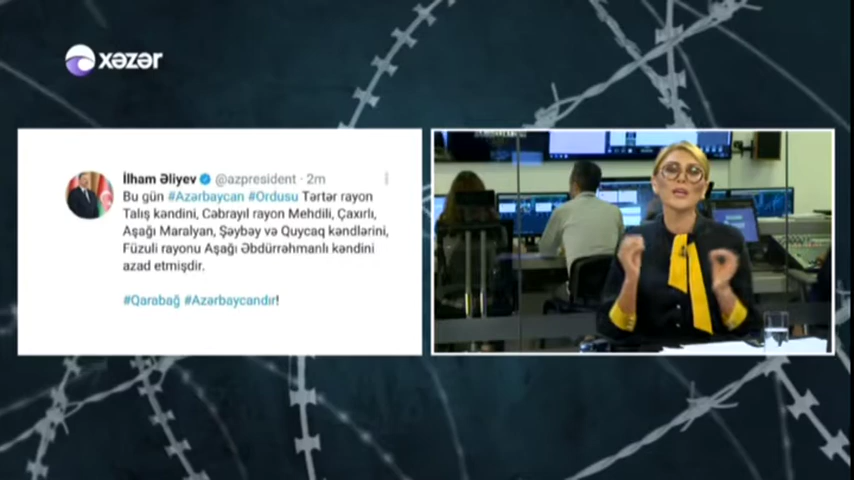 xəzər
İlham Əliyev @azpresident · 2m
Bu gün #Azərbaycan #Ordusu Tərtər rayon
Talış kəndini, Cəbrayıl rayon Mehdili, Çaxırlı,
Aşağı Maralyan, Şəybəy və Quycaq kəndlərini,
Füzuli rayonu Aşağı Əbdürrəhmanlı kəndini
azad etmişdir.
#Qarabağ #Azərbaycandır!